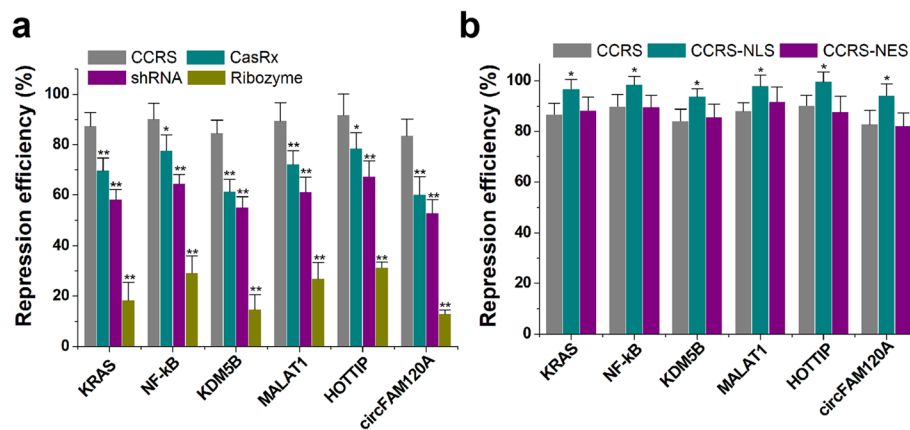 a
CCRS CasRx
shRNA Ribozyme
Repression efficiency (%)
100
80
60
40
20
0
* *
** ** ** ** ** ** ** ** ** **
** ** ** ** ** **
KRAS NF-kB KDM5B MALAT1 HOTTIP circFAM120A
b
CCRS CCRS-NLS CCRS-NES
Repression efficiency (%)
100
80
60
40
20
0
* * * * * *
KRAS NF-kB KDM5B MALAT1 HOTTIP circFAM120A